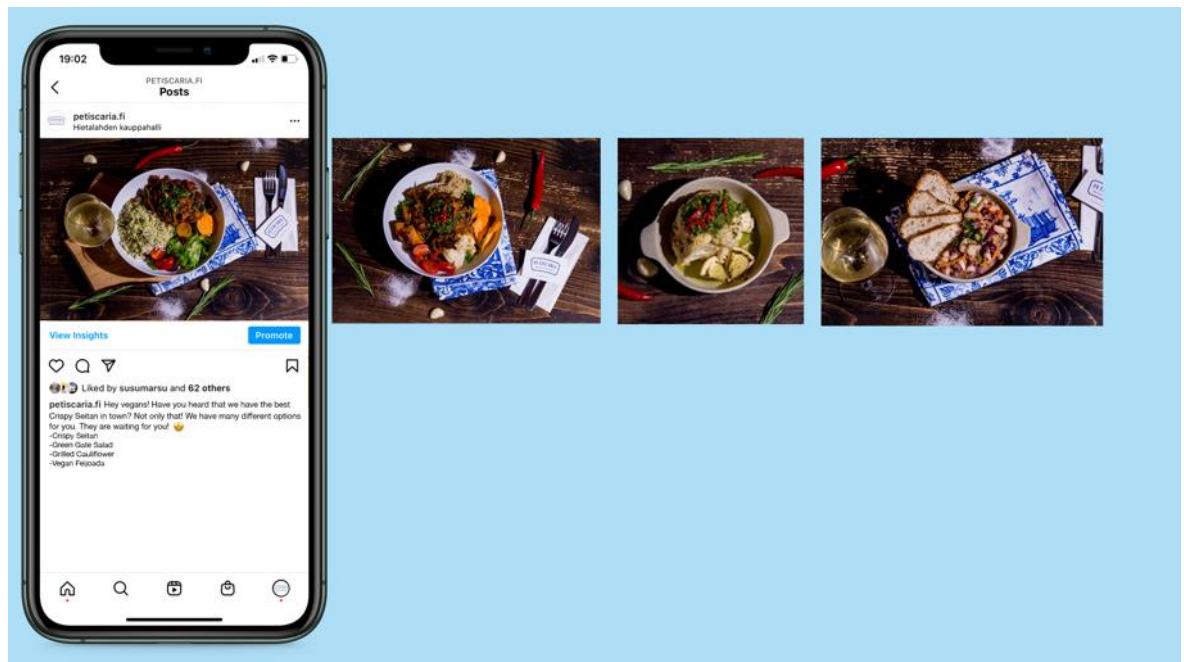 19:02
PETISCARIA.FI
Posts
petiscaria.fi
Hietalahden kauppahalli
View Insights
Promote
Liked by susumarsu and 62 others
petiscaria.fi Hey vegans! Have you heard that we have the best
Crispy Seitan in town? Not only that! We have many different options
for you. They are waiting for you! 🤩
-Crispy Seitan
-Green Gate Salad
-Grilled Cauliflower
-Vegan Feijoada